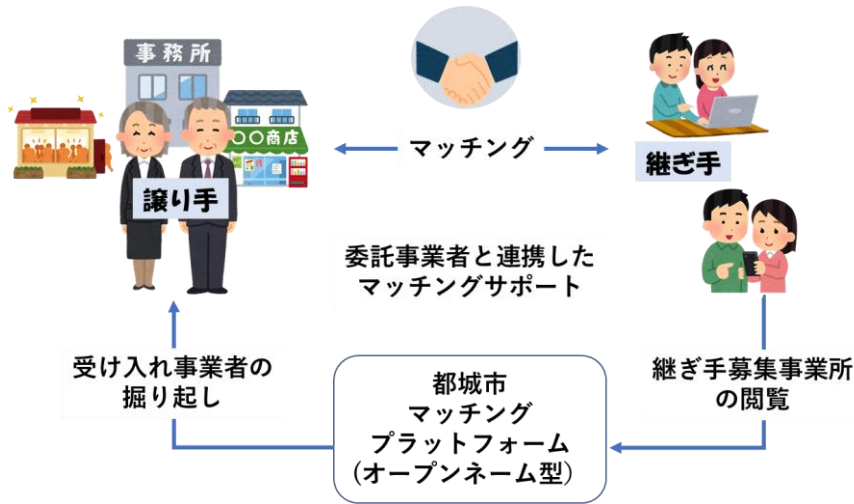 事務所
〇〇商店
マッチング
譲り手
継ぎ手
委託事業者と連携した
マッチングサポート
受け入れ事業者の
掘り起し
都城市
マッチング
プラットフォーム
(オープンネーム型)
継ぎ手募集事業所
の閲覧